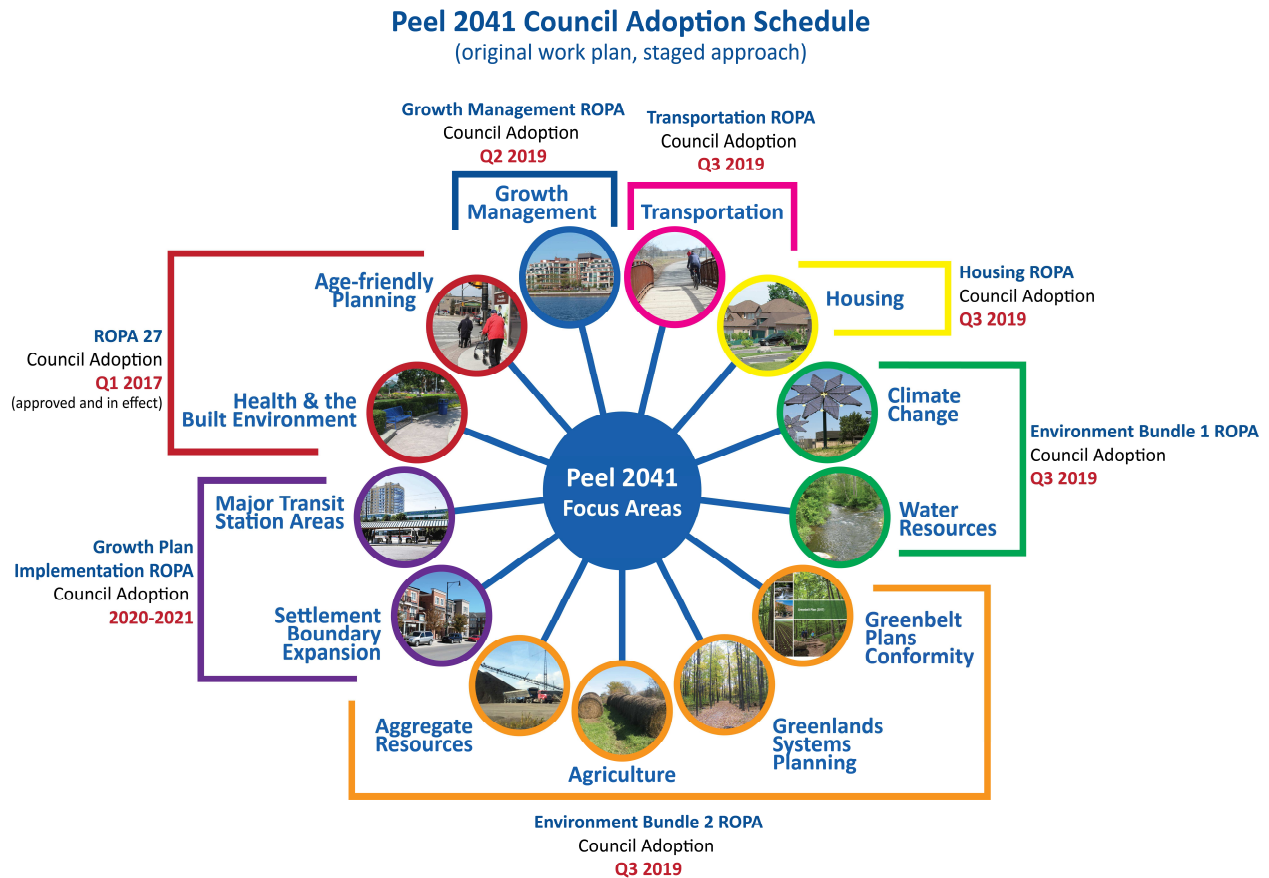 Peel 2041 Council Adoption Schedule
(original work plan, staged approach)
Growth Management ROPA
Council Adoption
Q2 2019
Transportation ROPA
Council Adoption
Q3 2019
Growth
Management
Transportation
Age-friendly
Planning
Housing
Housing ROPA
Council Adoption
Q3 2019
ROPA 27
Council Adoption
Q1 2017
(approved and in effect)
Health & the
Built Environment
Climate
Change
Environment Bundle 1 ROPA
Council Adoption
Q3 2019
Peel 2041
Focus Areas
Major Transit
Station Areas
Water
Resources
Growth Plan
Implementation ROPA
Council Adoption
2020-2021
Settlement
Boundary
Expansion
Greenbelt
Plans
Conformity
Aggregate
Resources
Agriculture
Greenlands
Systems
Planning
Environment Bundle 2 ROPA
Council Adoption
Q3 2019